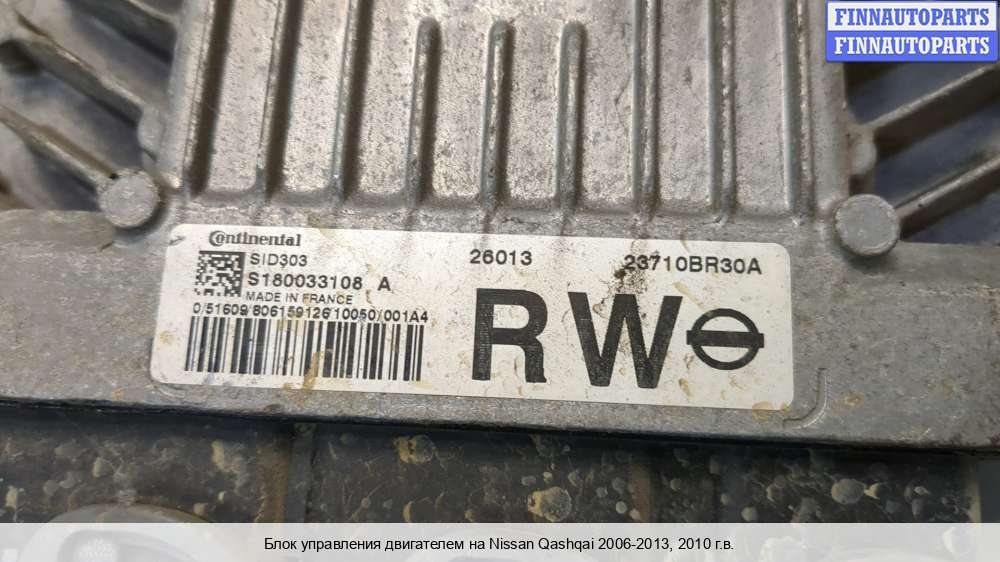 FINNAUTOPARTS
FINNAUTOPARTS
Continental
SID303
S180033108 A
MADE IN FRANCE
0/51609/806159126/10050/001A4
26013
23710BR30A
RW
Блок управления двигателем на Nissan Qashqai 2006-2013, 2010 г.в.